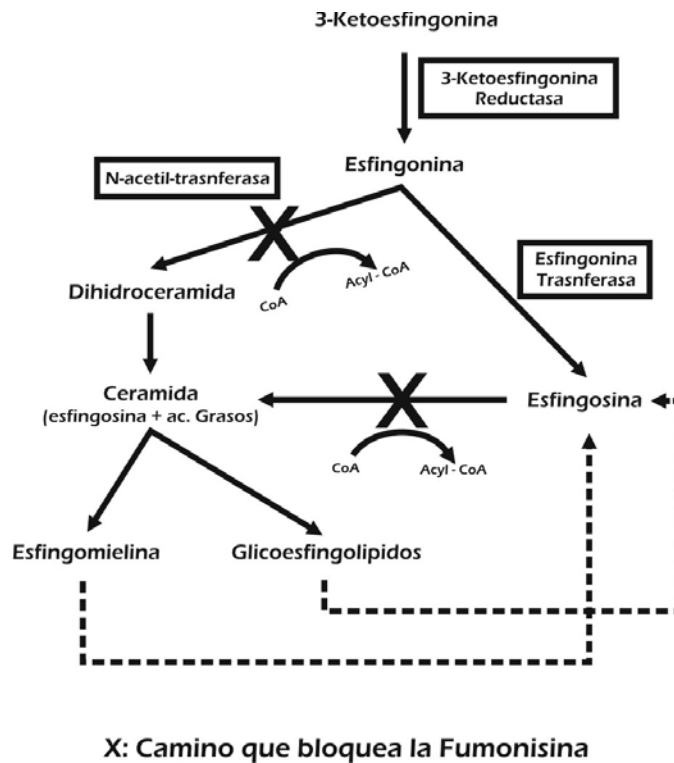 3-Ketoesfingonina
3-Ketoesfingonina
Reductasa
Esfingonina
N-acetil-trasnferasa
Esfingonina
Trasnferasa
Dihidroceramida
CoA
Acyl - CoA
Ceramida
(esfingosina + ac. Grasos)
Esfingosina
CoA
Acyl - CoA
Esfingomielina
Glicoesfingolipidos
X: Camino que bloquea la Fumonisina